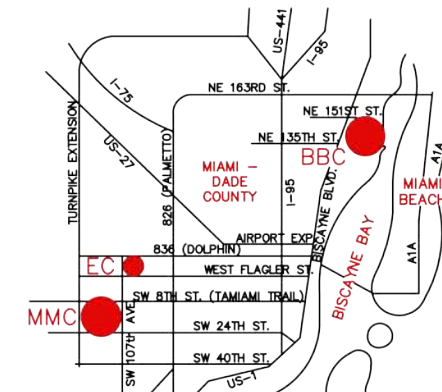 US-441
I-95
I-75
NE 163RD ST.
US-27
NE 151ST ST.
NE 135TH ST.
BBC
TURNPIKE EXTENSION
826 (PALMETTO)
MIAMI –
DADE
COUNTY
I-95
BISCAYNE BLVD.
A1A
MIAMI
BEACH
AIRPORT EXP.
836 (DOLPHIN)
BISCAYNE BAY
A1A
EC
WEST FLAGLER ST.
SW 8TH ST. (TAMIAMI TRAIL)
MMC
SW 107TH AVE
SW 24TH ST.
SW 40TH ST.
US-1